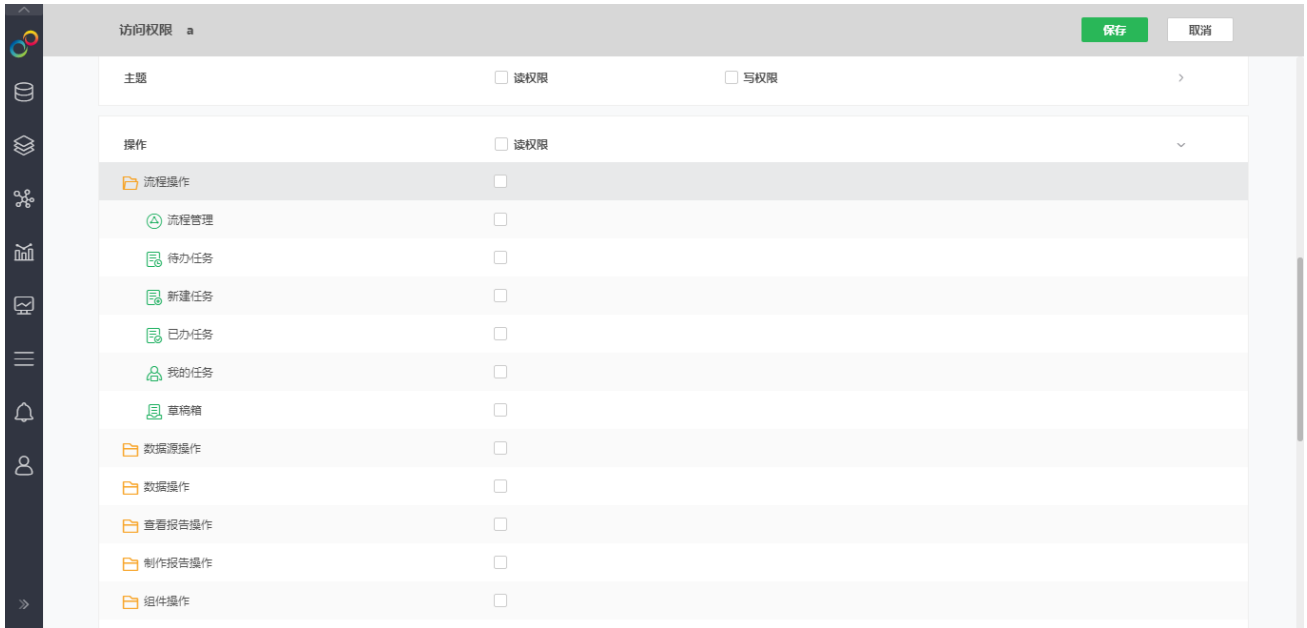 访问权限 a 保存 取消
主题 读权限 写权限
操作 读权限
流程操作
流程管理
待办任务
新建任务
已办任务
我的任务
草稿箱
数据源操作
数据操作
查看报告操作
制作报告操作
组件操作